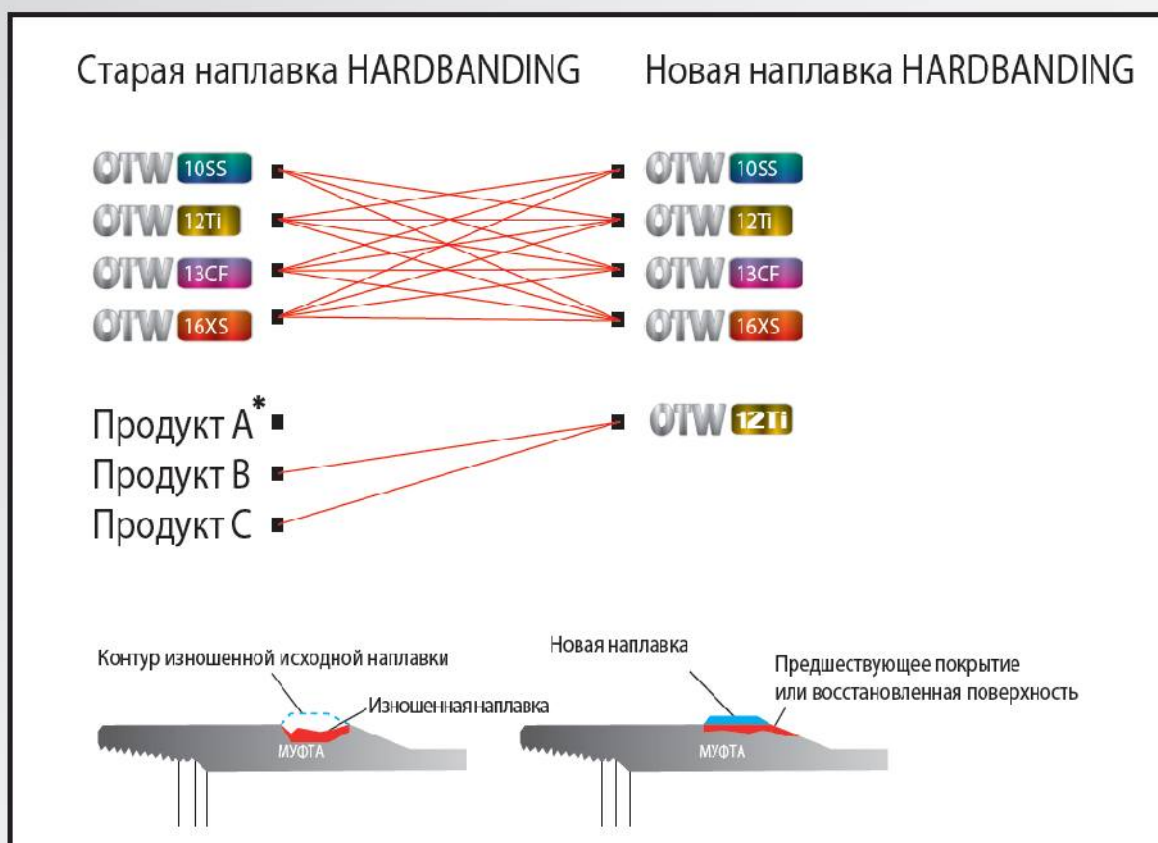 Старая наплавка HARDBANDING
Новая наплавка HARDBANDING
OTW 10SS
OTW 10SS
OTW 12Ti
OTW 12Ti
OTW 13CF
OTW 13CF
OTW 16XS
OTW 16XS
Продукт А*
OTW 12Ti
Продукт В
Продукт С
Контур изношенной исходной наплавки
Изношенная наплавка
МУФТА
Новая наплавка
Предшествующее покрытие
или восстановленная поверхность
МУФТА